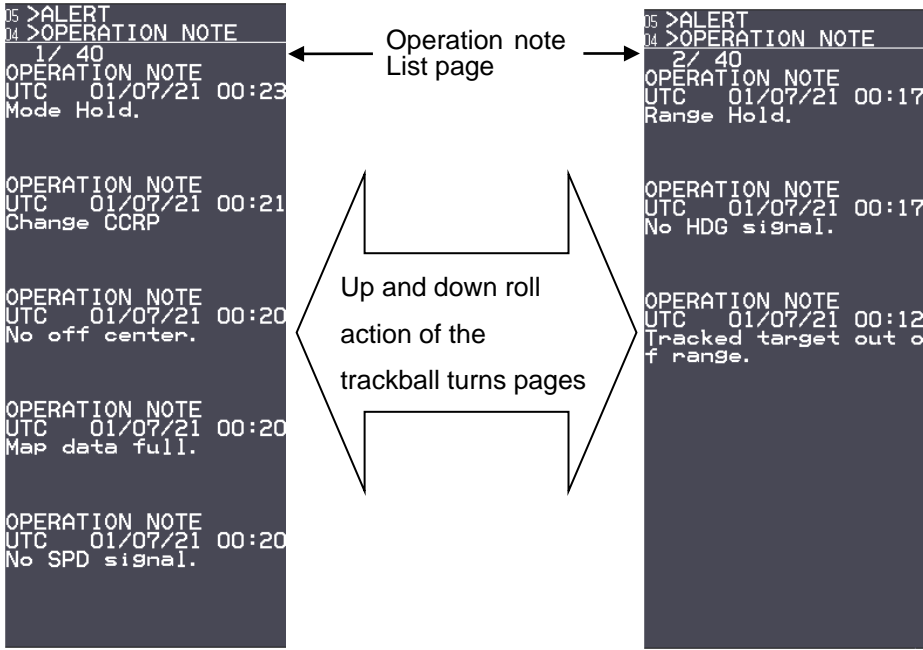 05 >ALERT
04 >OPERATION NOTE
1/ 40
OPERATION NOTE
UTC 01/07/21 00:23
Mode Hold.
OPERATION NOTE
UTC 01/07/21 00:21
Change CCRP
OPERATION NOTE
UTC 01/07/21 00:20
No off center.
OPERATION NOTE
UTC 01/07/21 00:20
Map data full.
OPERATION NOTE
UTC 01/07/21 00:20
No SPD signal.
Operation note
List page
Up and down roll
action of the
trackball turns pages
05 >ALERT
04 >OPERATION NOTE
2/ 40
OPERATION NOTE
UTC 01/07/21 00:17
Range Hold.
OPERATION NOTE
UTC 01/07/21 00:17
No HDG signal.
OPERATION NOTE
UTC 01/07/21 00:12
Tracked target out o
f range.